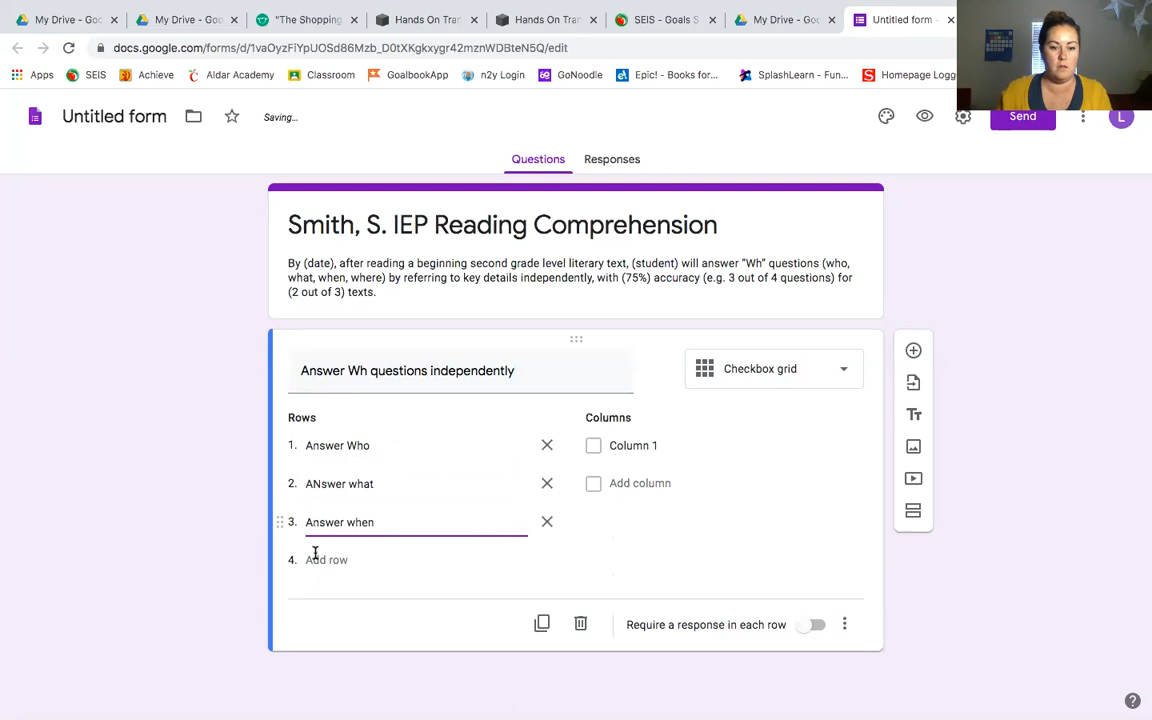 My Drive - Goo
My Drive - Goo
"The Shopping
Hands On Tran
Hands On Tran
SEIS - Goals S
My Drive - Goo
Untitled form -
docs.google.com/forms/d/1vaOyzFiYpUOSd86Mzb_D0tXKgkxygr42mznWDBteN5Q/edit
Apps
SEIS
Achieve
Aldar Academy
Classroom
GoalbookApp
n2y Login
GoNoodle
Epic! - Books for...
SplashLearn - Fun...
Homepage Logg
Untitled form
Saving...
Send
L
Questions
Responses
Smith, S. IEP Reading Comprehension
By (date), after reading a beginning second grade level literary text, (student) will answer "Wh" questions (who,
what, when, where) by referring to key details independently, with (75%) accuracy (e.g. 3 out of 4 questions) for
(2 out of 3) texts.
Answer Wh questions independently
Checkbox grid
Rows
Columns
1. Answer Who
Column 1
2. ANswer what
Add column
3. Answer when
4. Add row
Require a response in each row